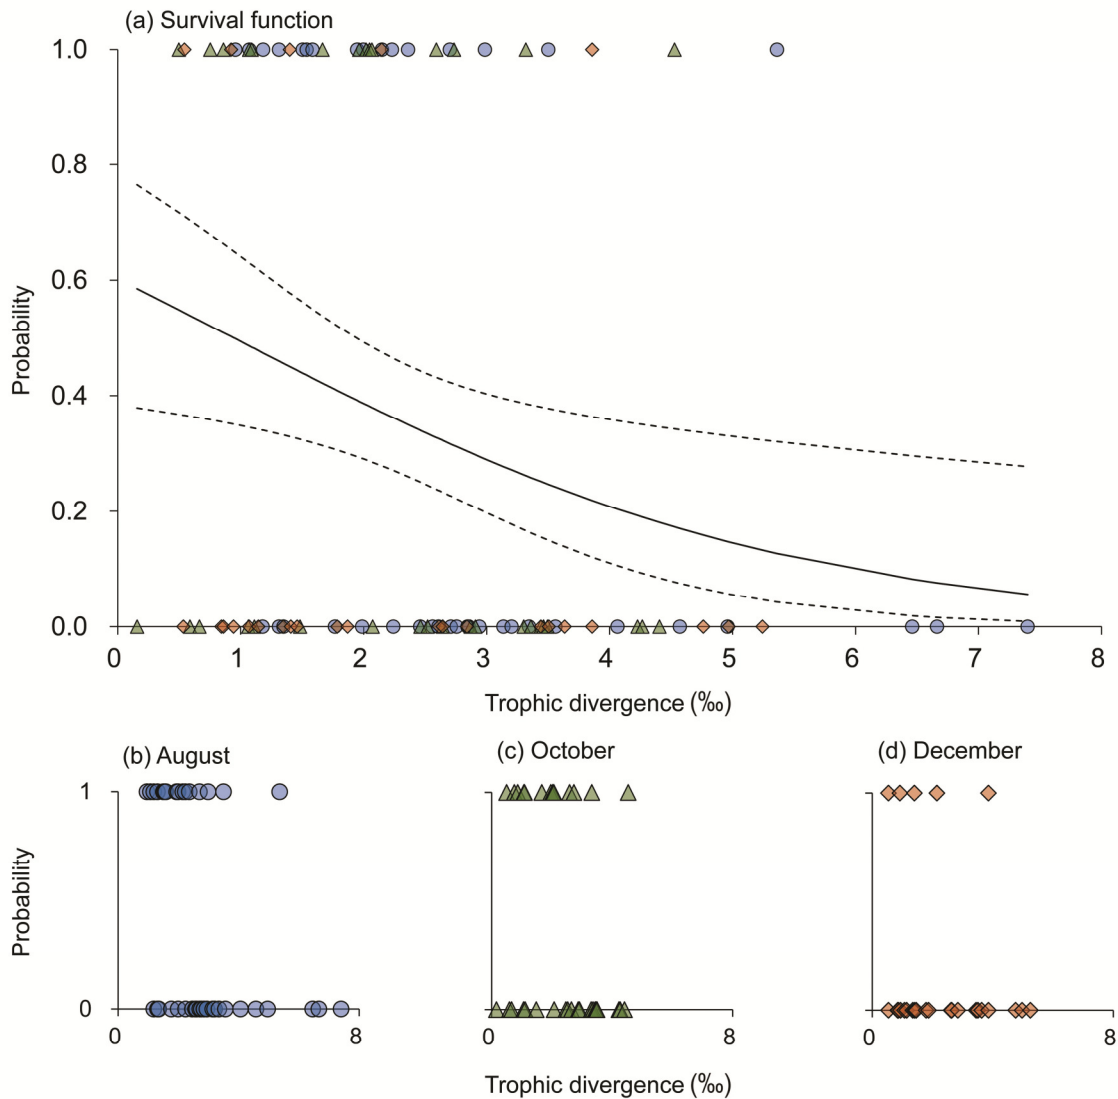 (a) Survival function
1.0
0.8
0.6
0.4
0.2
0.0
Probability
0 1 2 3 4 5 6 7 8
Trophic divergence (‰)
(b) August
(c) October
(d) December
1
0
Probability
0 8
0 8
0 8
Trophic divergence (‰)